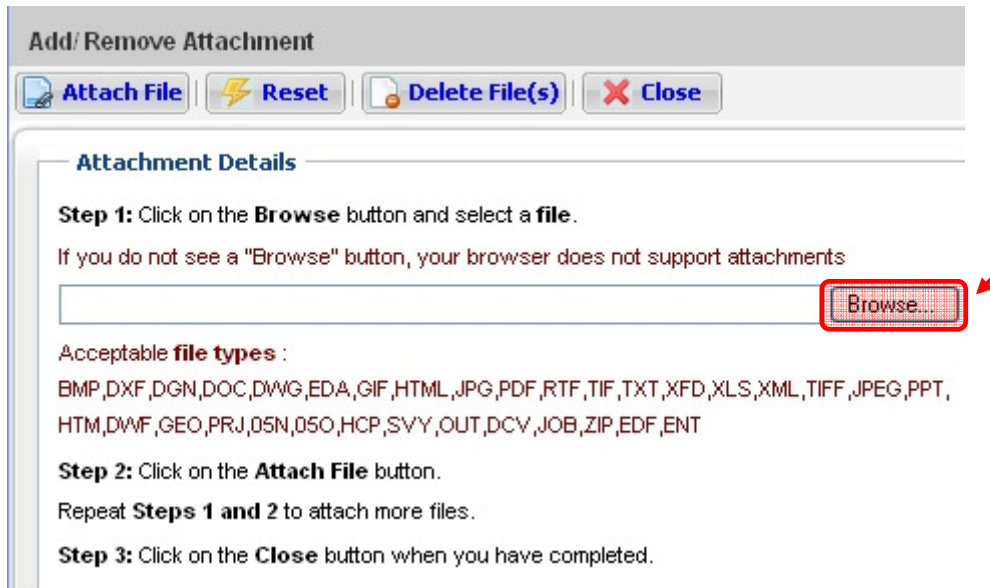 Add/Remove Attachment
Attach File Reset Delete File(s) Close
Attachment Details
Step 1: Click on the Browse button and select a file.
If you do not see a "Browse" button, your browser does not support attachments
Browse...
Acceptable file types :
BMP,DXF,DGN,DOC,DWG,EDA,GIF,HTML,JPG,PDF,RTF,TIF,TXT,XFD,XLS,XML,TIFF,JPEG,PPT,
HTM,DWF,GEO,PRJ,05N,05O,HCP,SVY,OUT,DCV,JOB,ZIP,EDF,ENT
Step 2: Click on the Attach File button.
Repeat Steps 1 and 2 to attach more files.
Step 3: Click on the Close button when you have completed.